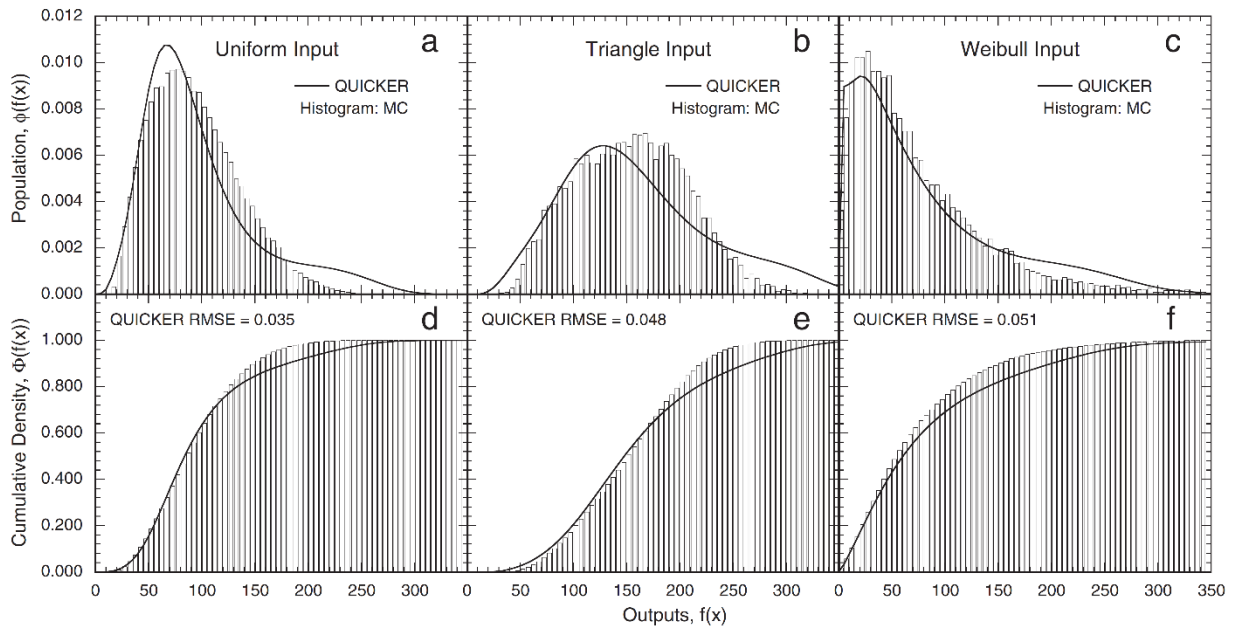 0.012
0.010
0.008
0.006
0.004
0.002
0.000
Population, ϕ(f(x))
Uniform Input
a
QUICKER
Histogram: MC
Triangle Input
b
QUICKER
Histogram: MC
Weibull Input
c
QUICKER
Histogram: MC
QUICKER RMSE = 0.035
d
QUICKER RMSE = 0.048
e
QUICKER RMSE = 0.051
f
1.000
0.800
0.600
0.400
0.200
0.000
Cumulative Density, Φ(f(x))
0 50 100 150 200 250 300
0 50 100 150 200 250 300
0 50 100 150 200 250 300 350
Outputs, f(x)